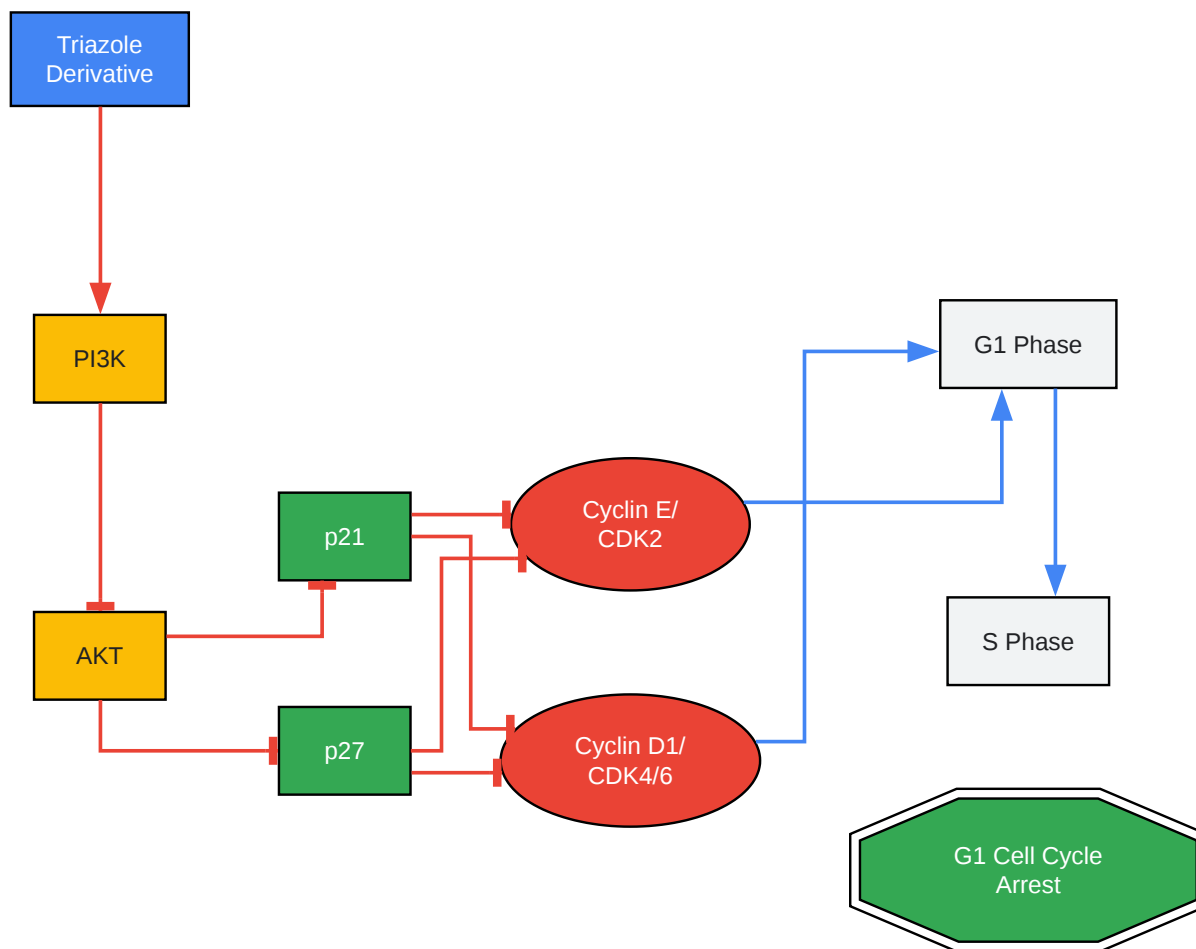 Triazole
Derivative
PI3K
G1 Phase
Cyclin E/
CDK2
p21
AKT
S Phase
p27
Cyclin D1/
CDK4/6
G1 Cell Cycle
Arrest